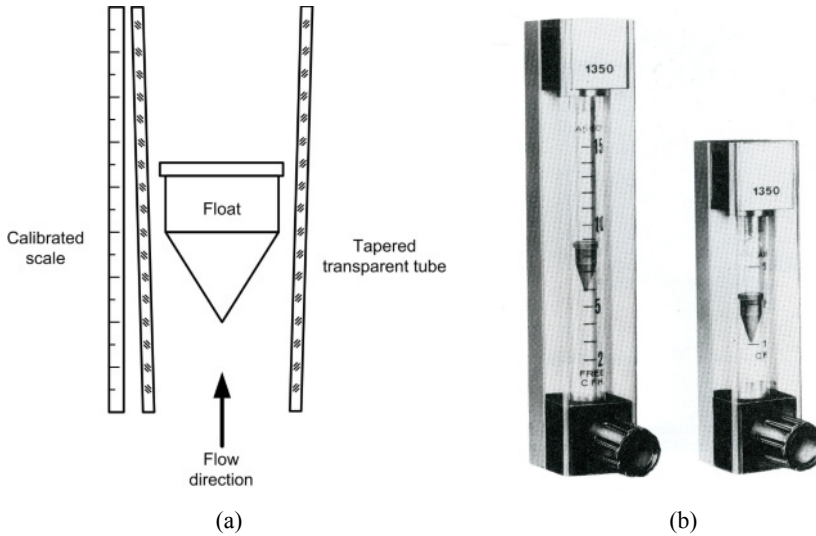 Float
Calibrated
scale
Tapered
transparent tube
Flow
direction
(a)
1350
15
10
5
2
FREE
1350
1
(b)